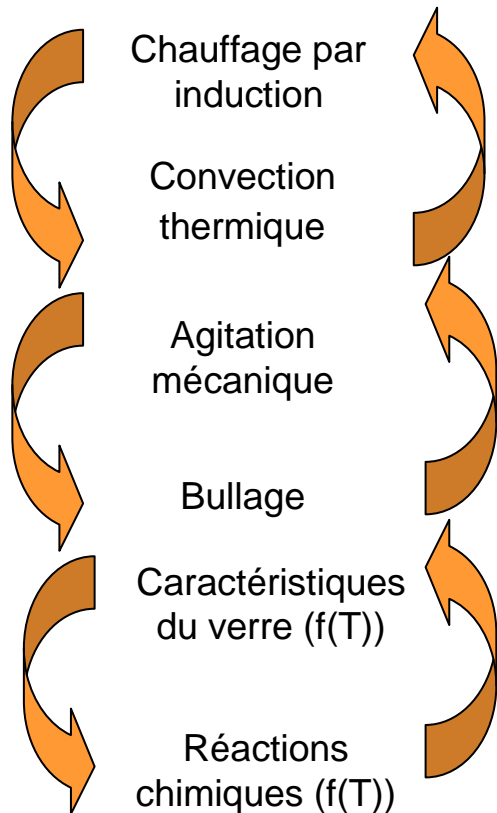 Chauffage par
induction
Convection
thermique
Agitation
mécanique
Bullage
Caractéristiques
du verre (f(T))
Réactions
chimiques (f(T))